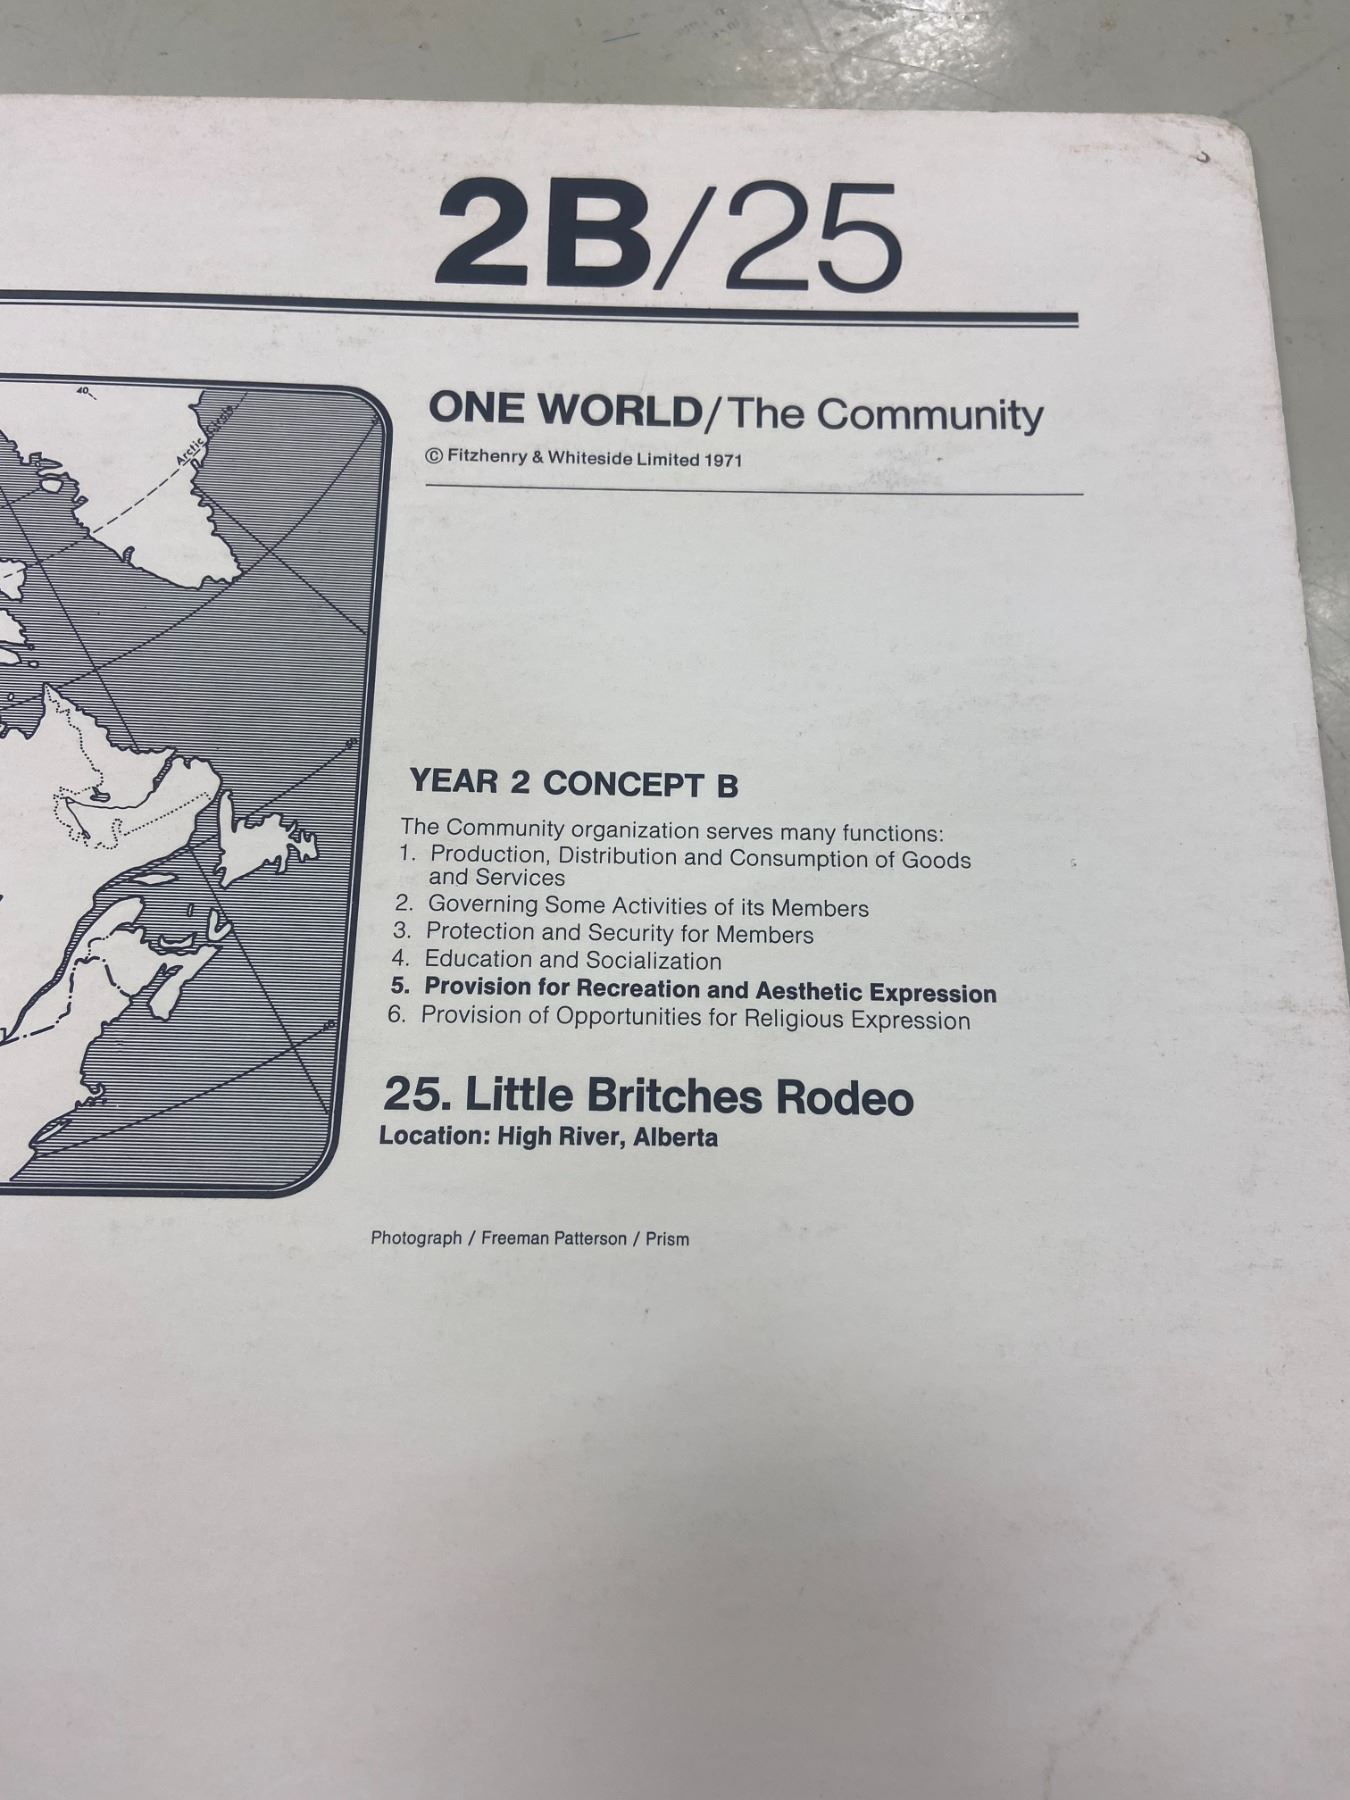 2B/25
ONE WORLD/The Community
© Fitzhenry & Whiteside Limited 1971
40
Arctic Circle
YEAR 2 CONCEPT B
The Community organization serves many functions:
1. Production, Distribution and Consumption of Goods
and Services
2. Governing Some Activities of its Members
3. Protection and Security for Members
4. Education and Socialization
5. Provision for Recreation and Aesthetic Expression
6. Provision of Opportunities for Religious Expression
25. Little Britches Rodeo
Location: High River, Alberta
Photograph / Freeman Patterson / Prism